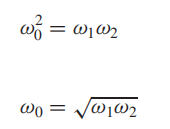 ω₀² = ω₁ω₂
ω₀ = √ω₁ω₂